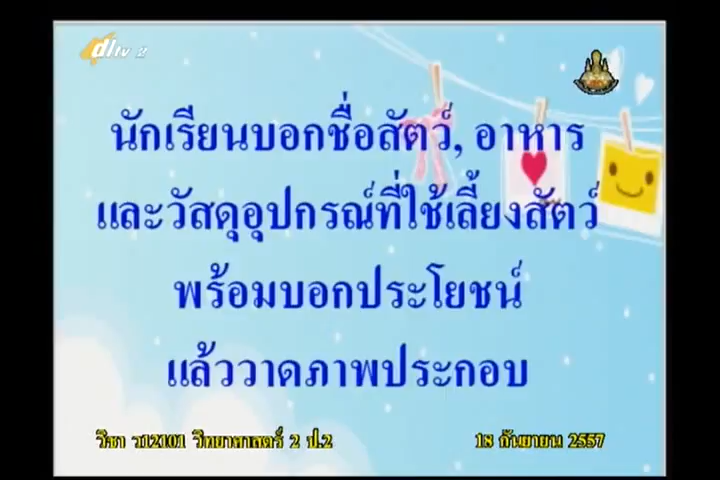 dltv 2
นักเรียนบอกชื่อสัตว์, อาหาร
และวัสดุอุปกรณ์ที่ใช้เลี้ยงสัตว์
พร้อมบอกประโยชน์
แล้ววาดภาพประกอบ
วิชา ว12101 วิทยาศาสตร์ 2 ป.2
18 กันยายน 2557